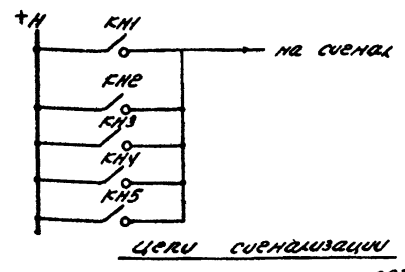 +Н
КН1
на сигнал
КН2
КН3
КН4
КН5
цепи сигнализации